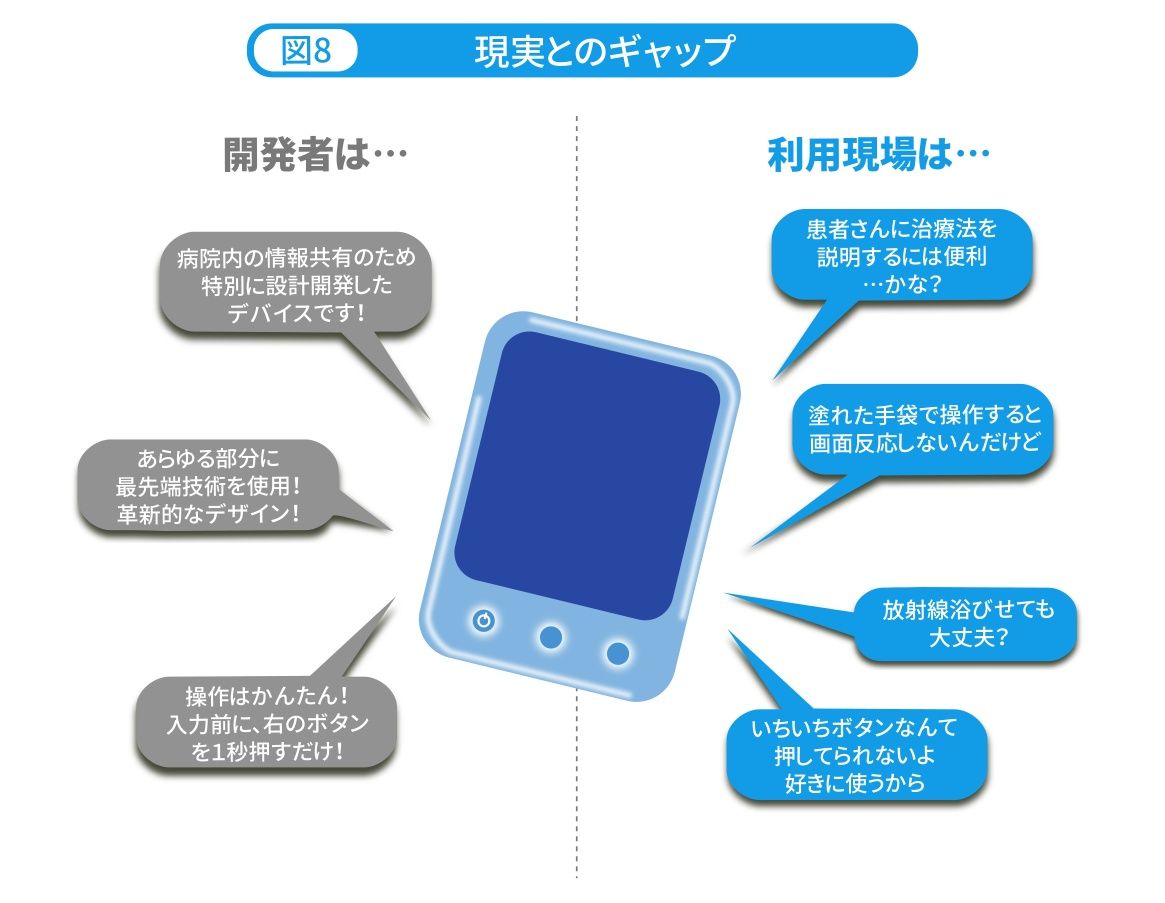 図8
現実とのギャップ
開発者は…
病院内の情報共有のため
特別に設計開発した
デバイスです！
あらゆる部分に
最先端技術を使用！
革新的なデザイン！
操作はかんたん！
入力前に、右のボタン
を1秒押すだけ！
利用現場は…
患者さんに治療法を
説明するには便利
…かな？
塗れた手袋で操作すると
画面反応しないんだけど
放射線浴びせても
大丈夫？
いちいちボタンなんて
押してられないよ
好きに使うから